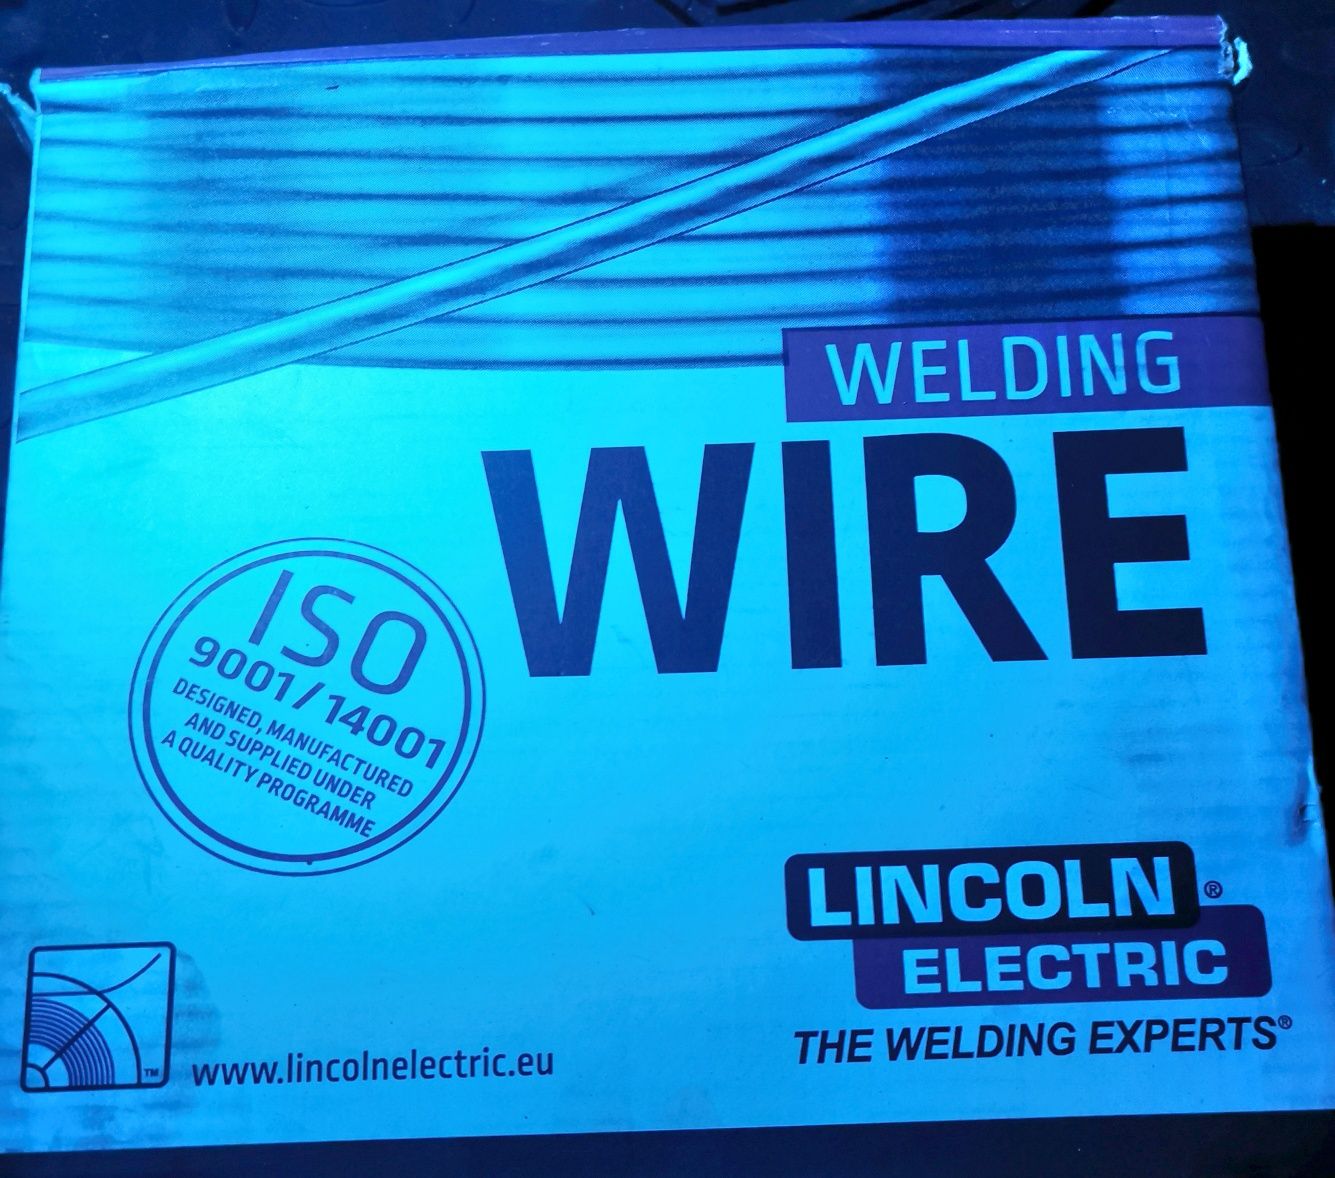 WELDING
WIRE
ISO
9001/14001
DESIGNED, MANUFACTURED
AND SUPPLIED UNDER
A QUALITY PROGRAMME
LINCOLN®
ELECTRIC
THE WELDING EXPERTS®
TM
www.lincolnelectric.eu